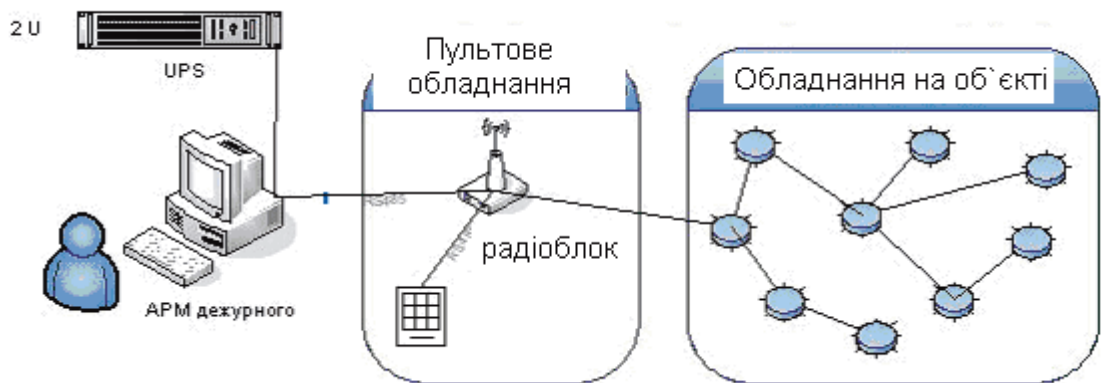 2 U
UPS
Пультове
обладнання
Обладнання на об`єкті
радіоблок
АРМ дежурного